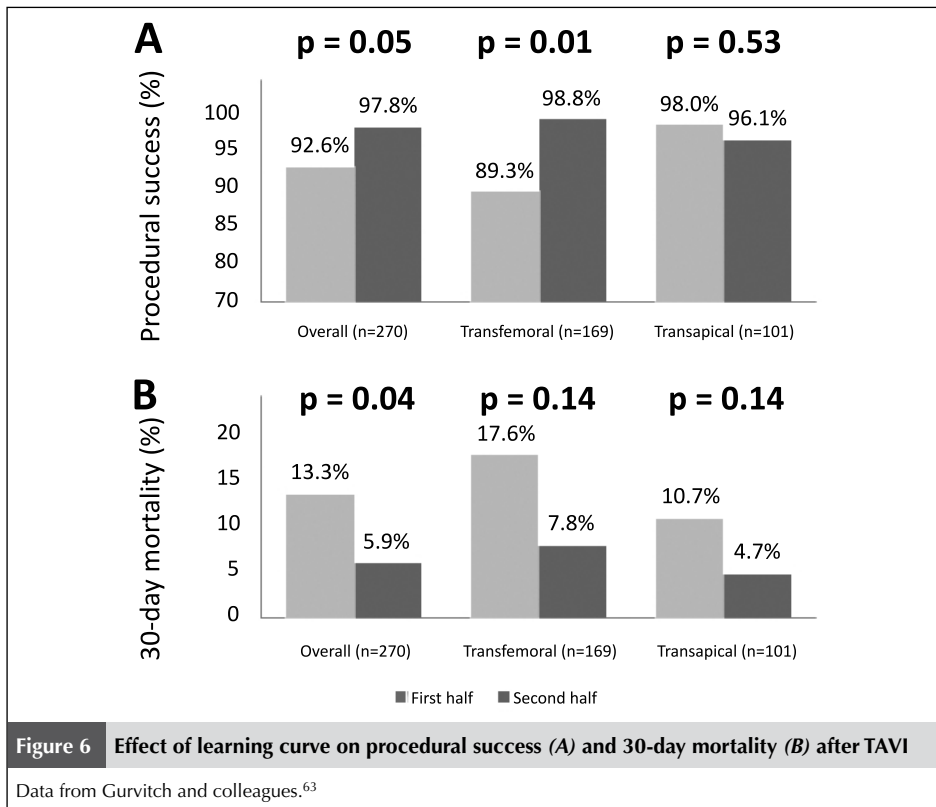 A
p = 0.05 p = 0.01 p = 0.53
Procedural success (%)
100
95
90
85
80
70
92.6%
97.8%
89.3%
98.8%
98.0%
96.1%
Overall (n=270) Transfemoral (n=169) Transapical (n=101)
B
p = 0.04 p = 0.14 p = 0.14
30-day mortality (%)
20
15
10
5
0
13.3%
5.9%
17.6%
7.8%
10.7%
4.7%
Overall (n=270) Transfemoral (n=169) Transapical (n=101)
First half Second half
Figure 6 Effect of learning curve on procedural success (A) and 30-day mortality (B) after TAVI
Data from Gurvitch and colleagues.63